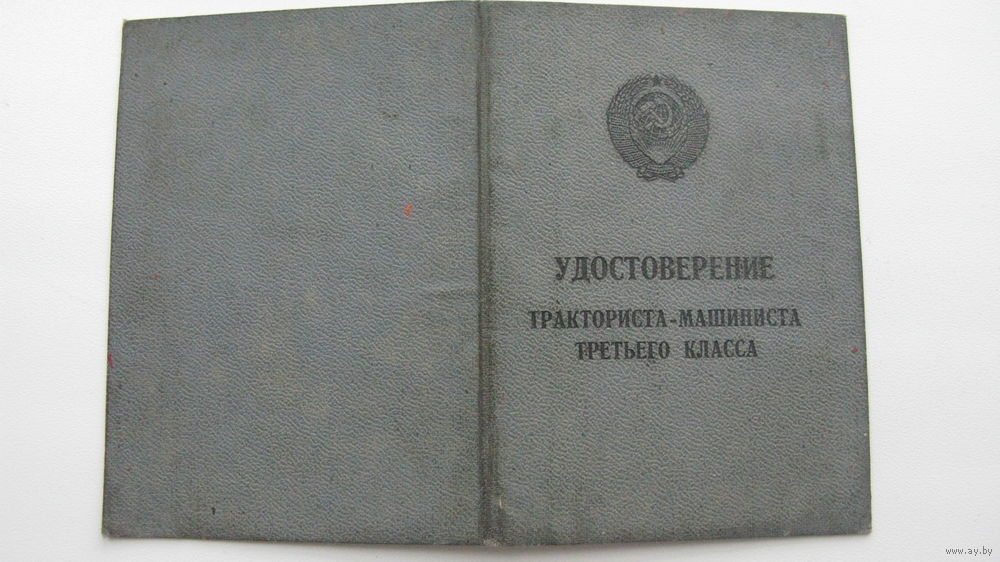 УДОСТОВЕРЕНИЕ
ТРАКТОРИСТА-МАШИНИСТА
ТРЕТЬЕГО КЛАССА
www.ay.by